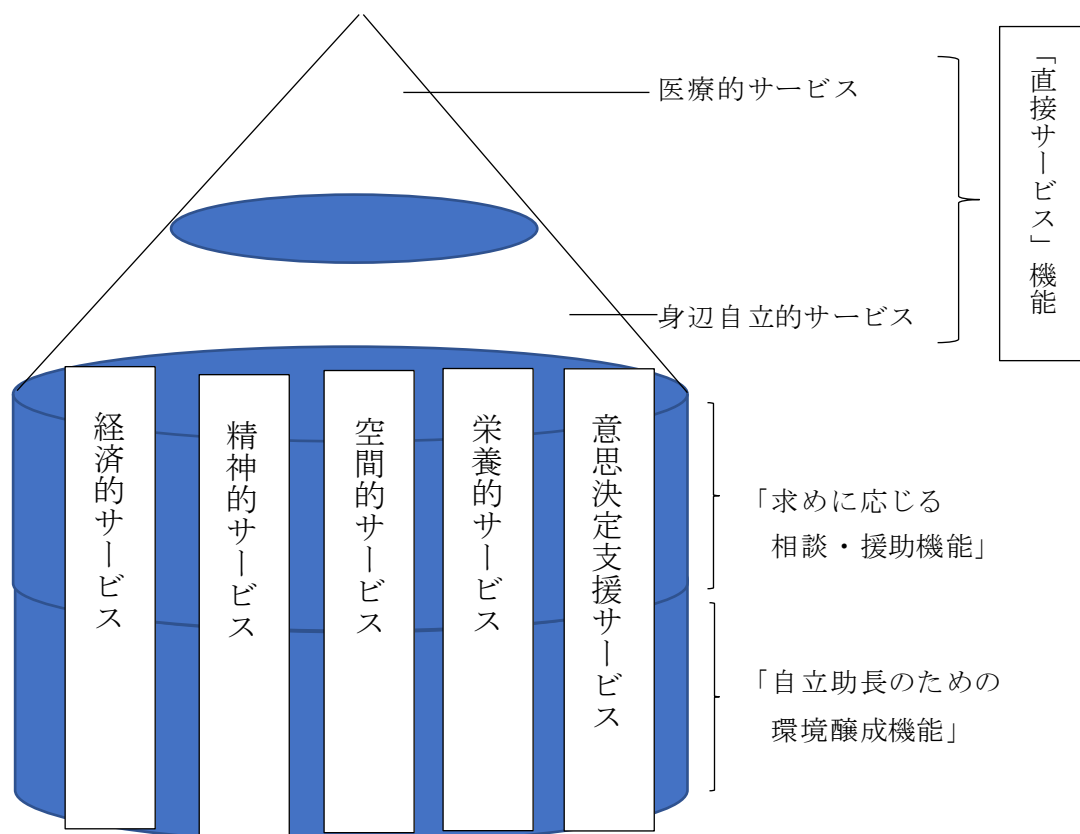 医療的サービス
身辺自立的サービス
「直接サービス」機能
経済的サービス
精神的サービス
空間的サービス
栄養的サービス
意思決定支援サービス
「求めに応じる
相談・援助機能」
「自立助長のための
環境醸成機能」